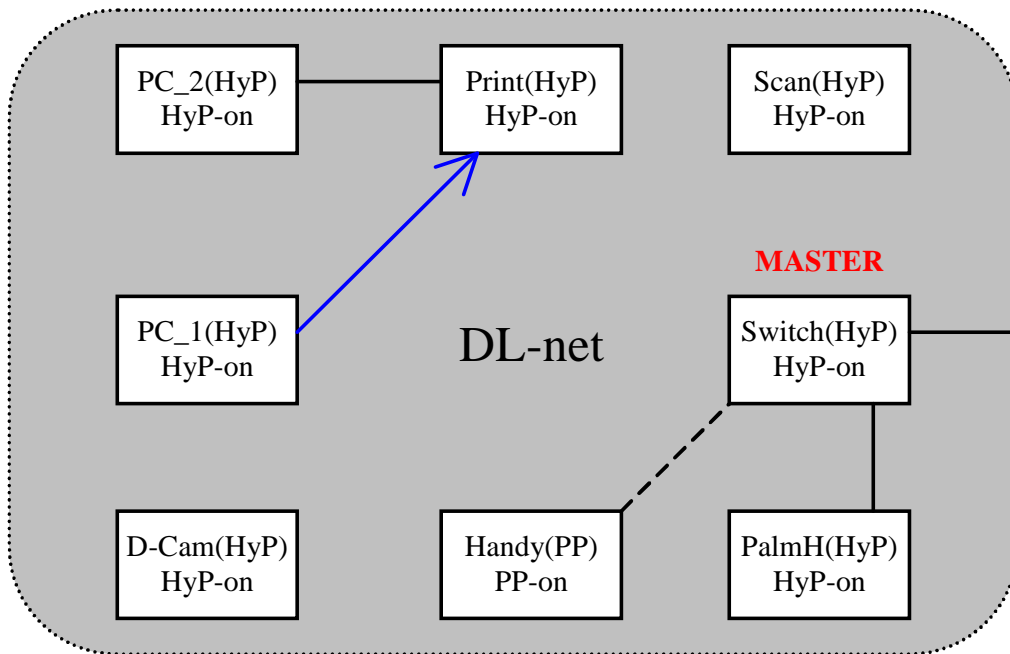 PC_2(HyP)
HyP-on
Print(HyP)
HyP-on
Scan(HyP)
HyP-on
MASTER
PC_1(HyP)
HyP-on
DL-net
Switch(HyP)
HyP-on
D-Cam(HyP)
HyP-on
Handy(PP)
PP-on
PalmH(HyP)
HyP-on